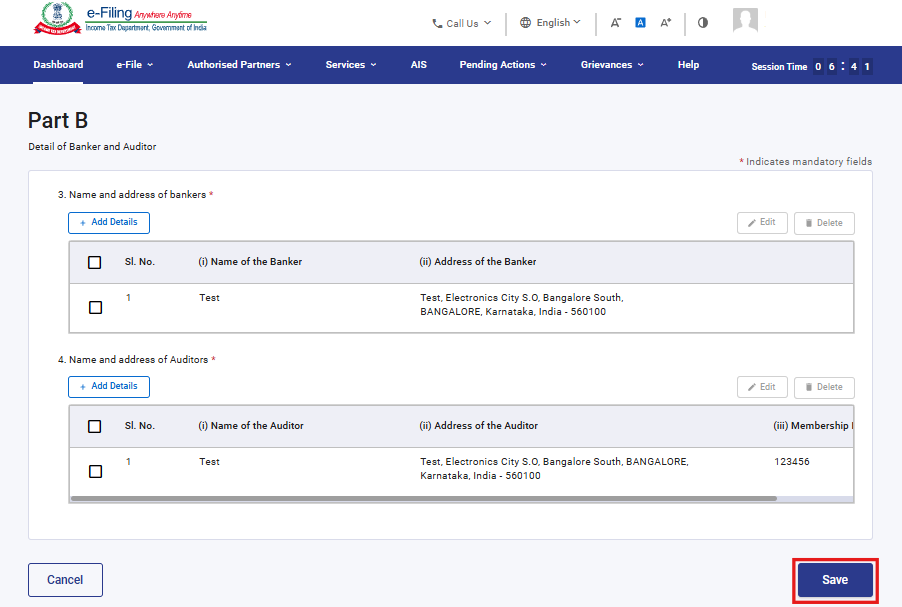 e-Filing Anywhere Anytime
Income Tax Department, Government of India
Call Us
English
A-
A
A+
Dashboard
e-File
Authorised Partners
Services
AIS
Pending Actions
Grievances
Help
Session Time 0 6 : 4 1
Part B
Detail of Banker and Auditor
* Indicates mandatory fields
3. Name and address of bankers *
+ Add Details
Edit
Delete
Sl. No. (i) Name of the Banker (ii) Address of the Banker
1 Test Test, Electronics City S.O, Bangalore South,
BANGALORE, Karnataka, India - 560100
4. Name and address of Auditors *
+ Add Details
Edit
Delete
Sl. No. (i) Name of the Auditor (ii) Address of the Auditor (iii) Membership
1 Test Test, Electronics City S.O, Bangalore South, BANGALORE, 123456
Karnataka, India - 560100
Cancel
Save